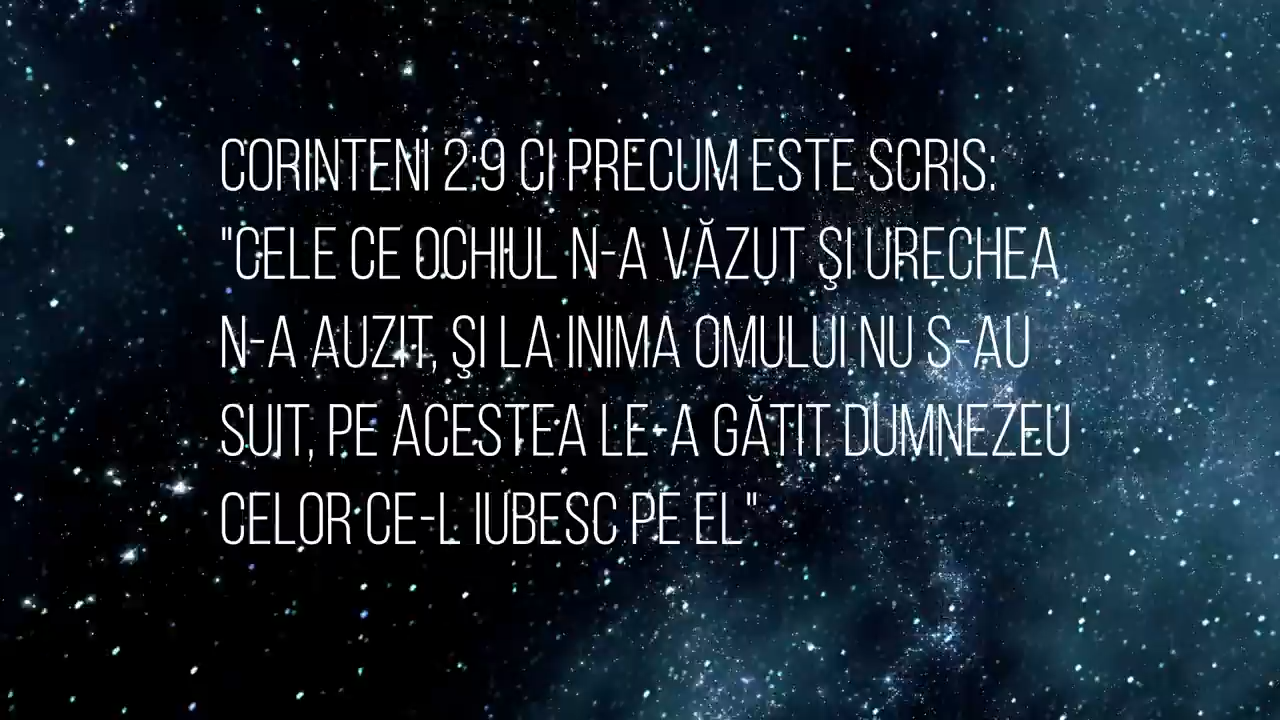 CORINTENI 2:9 CI PRECUM ESTE SCRIS:
"CELE CE OCHIUL N-A VĂZUT ŞI URECHEA
N-A AUZIT, ŞI LA INIMA OMULUI NU S-AU
SUIT, PE ACESTEA LE-A GĂTIT DUMNEZEU
CELOR CE-L IUBESC PE EL"